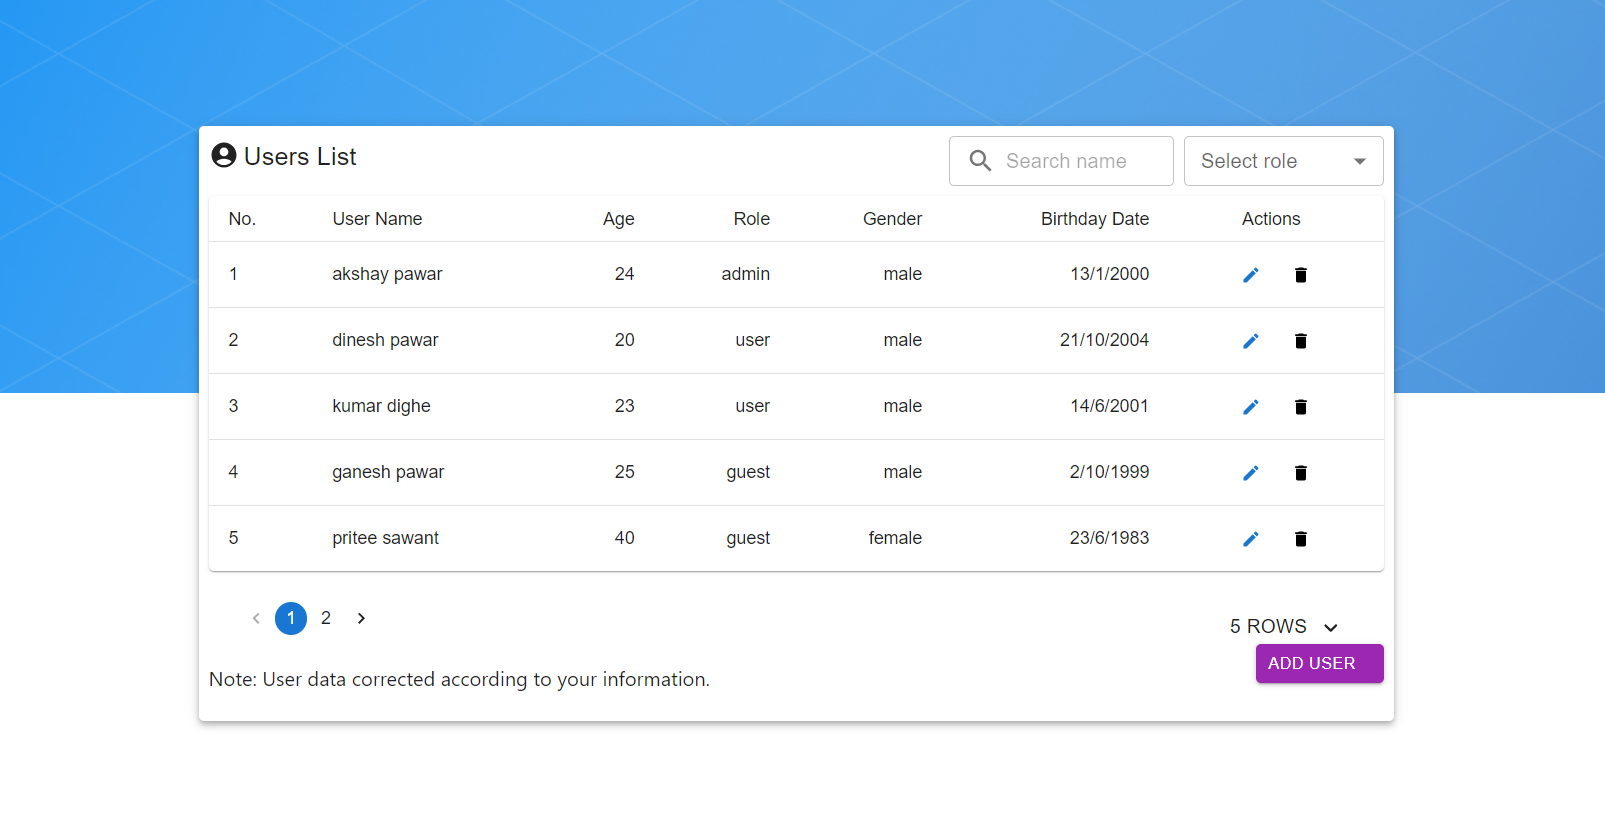 Users List
Search name
Select role
No. User Name Age Role Gender Birthday Date Actions
1 akshay pawar 24 admin male 13/1/2000
2 dinesh pawar 20 user male 21/10/2004
3 kumar dighe 23 user male 14/6/2001
4 ganesh pawar 25 guest male 2/10/1999
5 pritee sawant 40 guest female 23/6/1983
1 2
5 ROWS
ADD USER
Note: User data corrected according to your information.